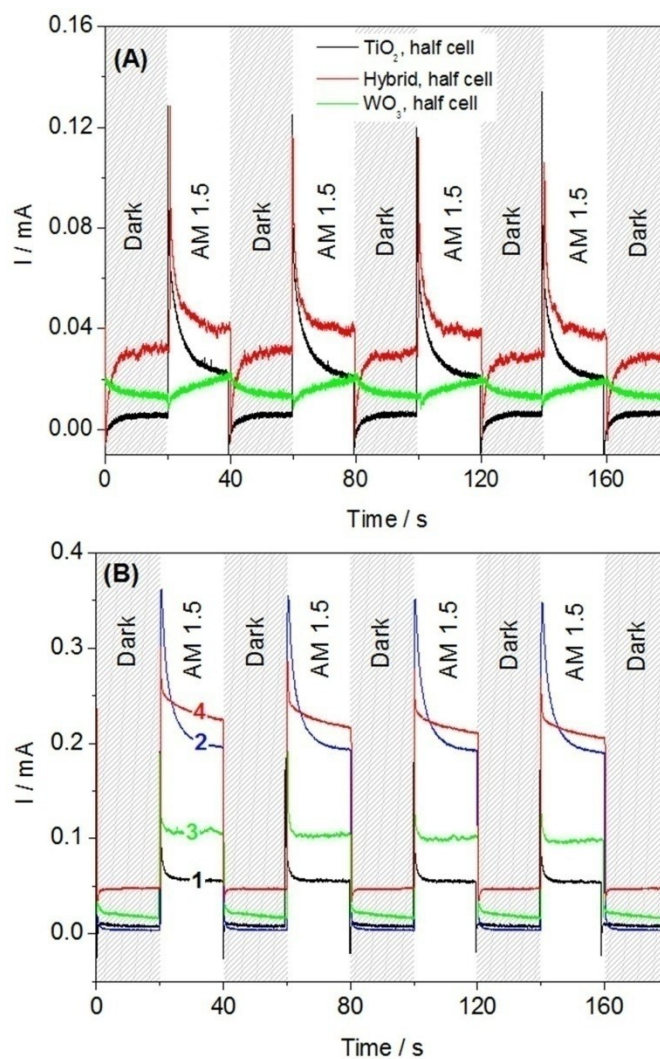 (A)
TiO₂, half cell
Hybrid, half cell
WO₃, half cell
0.16
0.12
0.08
0.04
0.00
I / mA
Dark
AM 1.5
Dark
AM 1.5
Dark
AM 1.5
Dark
AM 1.5
Dark
0 40 80 120 160
Time / s
(B)
0.4
0.3
0.2
0.1
0.0
I / mA
Dark
AM 1.5
Dark
AM 1.5
Dark
AM 1.5
Dark
AM 1.5
Dark
4
2
3
1
0 40 80 120 160
Time / s